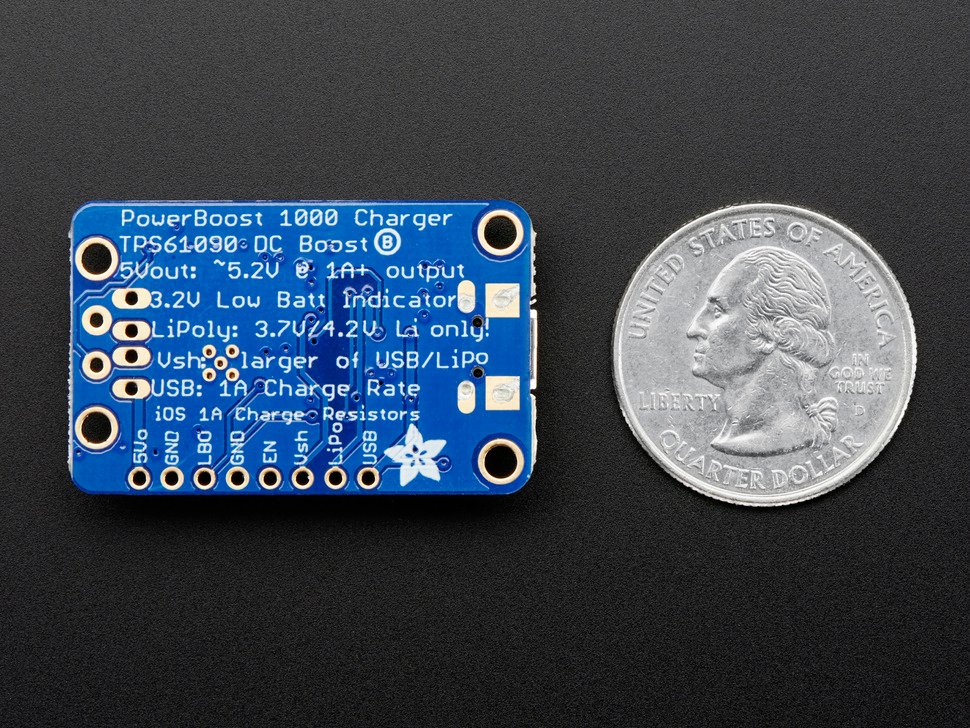 PowerBoost 1000 Charger
TPS61090 DC Boost B
5Vout: ~5.2V @ 1A+ output
3.2V Low Batt Indicator
LiPoly: 3.7V/4.2V Li only!
Vsh: larger of USB/LiPo
USB: 1A Charge Rate
iOS 1A Charge Resistors
5Vo
GND
LBO
GND
EN
Vsh
LiPo
USB
UNITED STATES OF AMERICA
LIBERTY
IN
GOD WE
TRUST
D
QUARTER DOLLAR